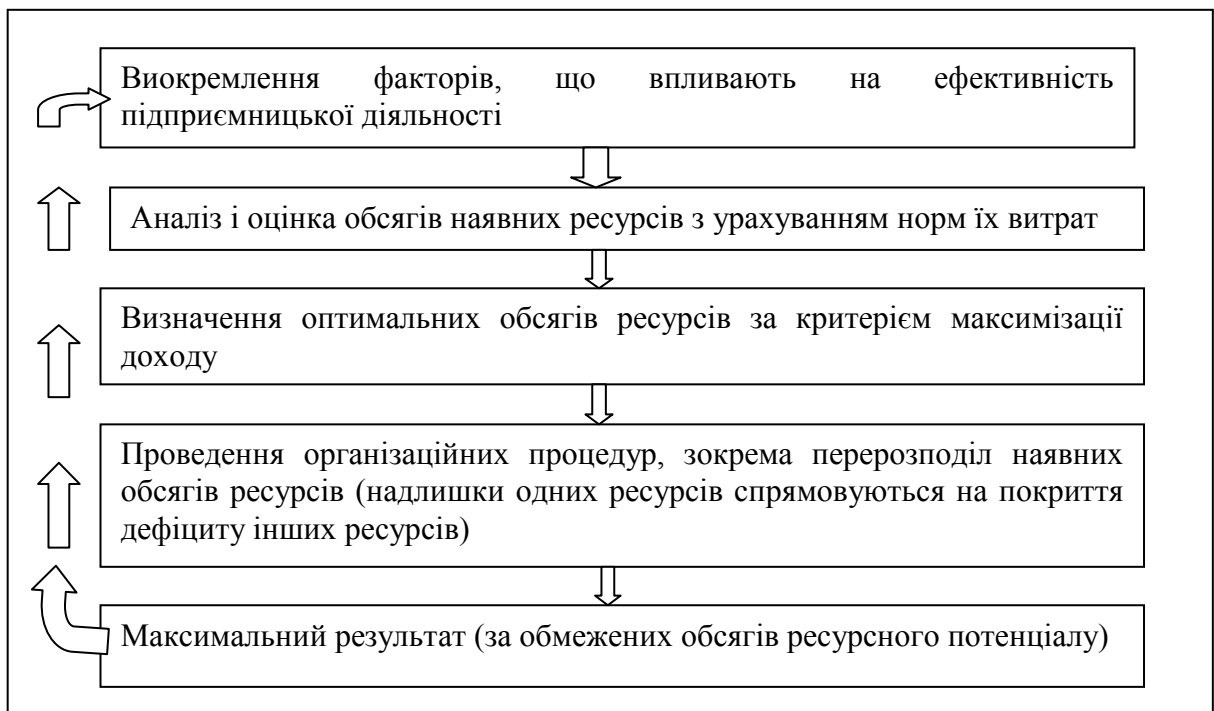 Виокремлення факторів, що впливають на ефективність
підприємницької діяльності
Аналіз і оцінка обсягів наявних ресурсів з урахуванням норм їх витрат
Визначення оптимальних обсягів ресурсів за критерієм максимізації
доходу
Проведення організаційних процедур, зокрема перерозподіл наявних
обсягів ресурсів (надлишки одних ресурсів спрямовуються на покриття
дефіциту інших ресурсів)
Максимальний результат (за обмежених обсягів ресурсного потенціалу)